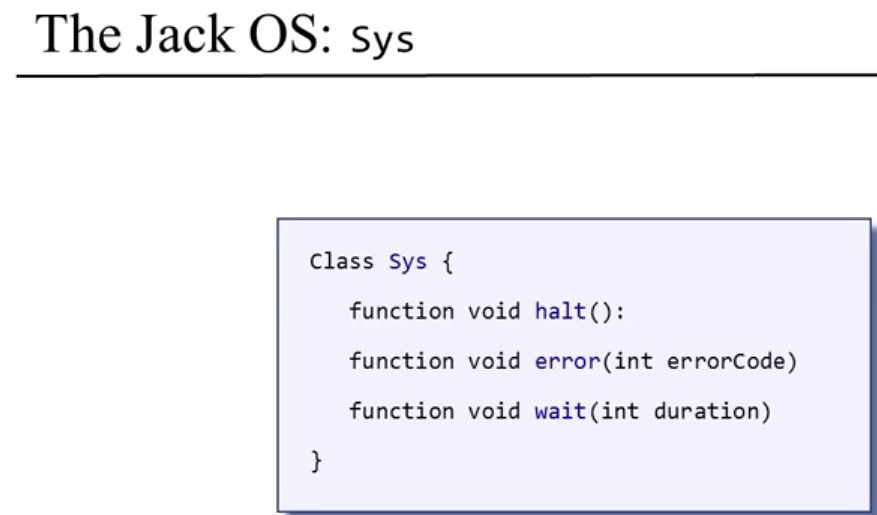 The Jack OS: Sys
Class Sys {
function void halt():
function void error(int errorCode)
function void wait(int duration)
}